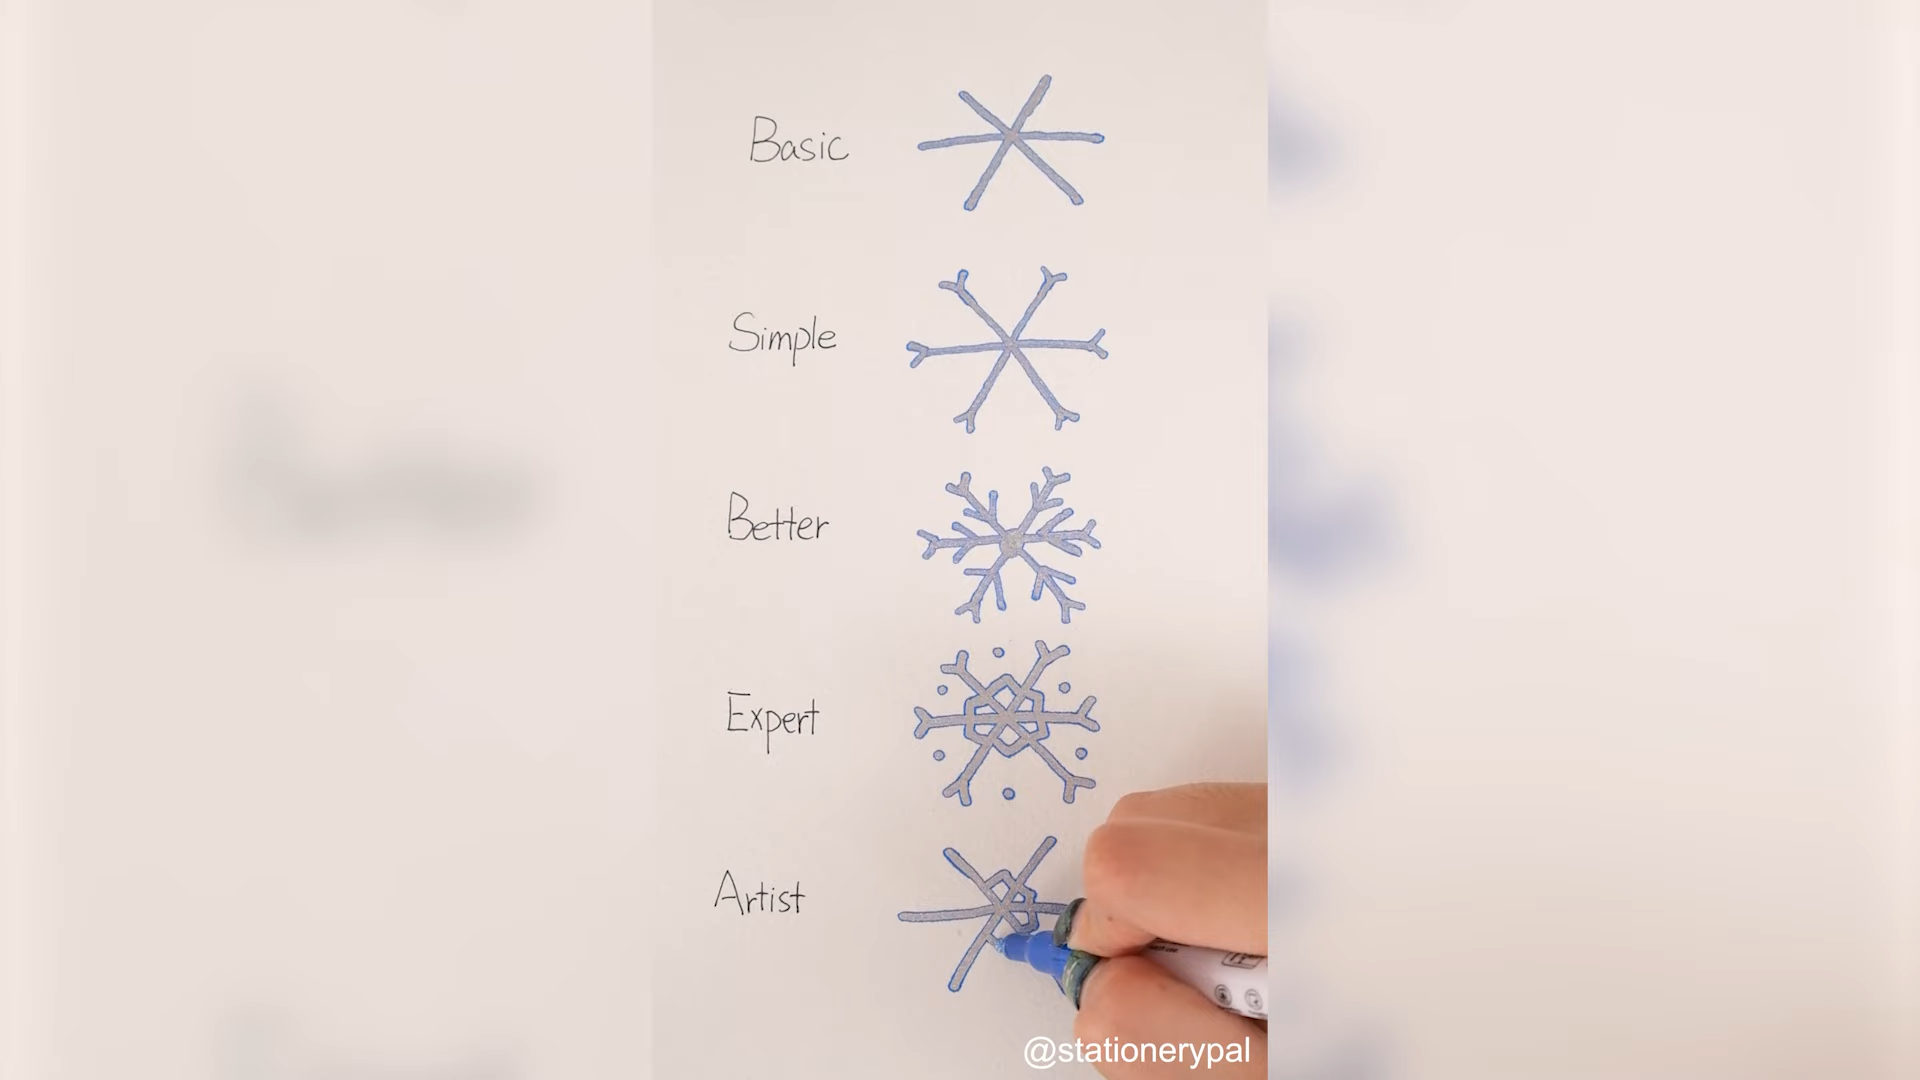 Basic
Simple
Better
Expert
Artist
@stationerypal